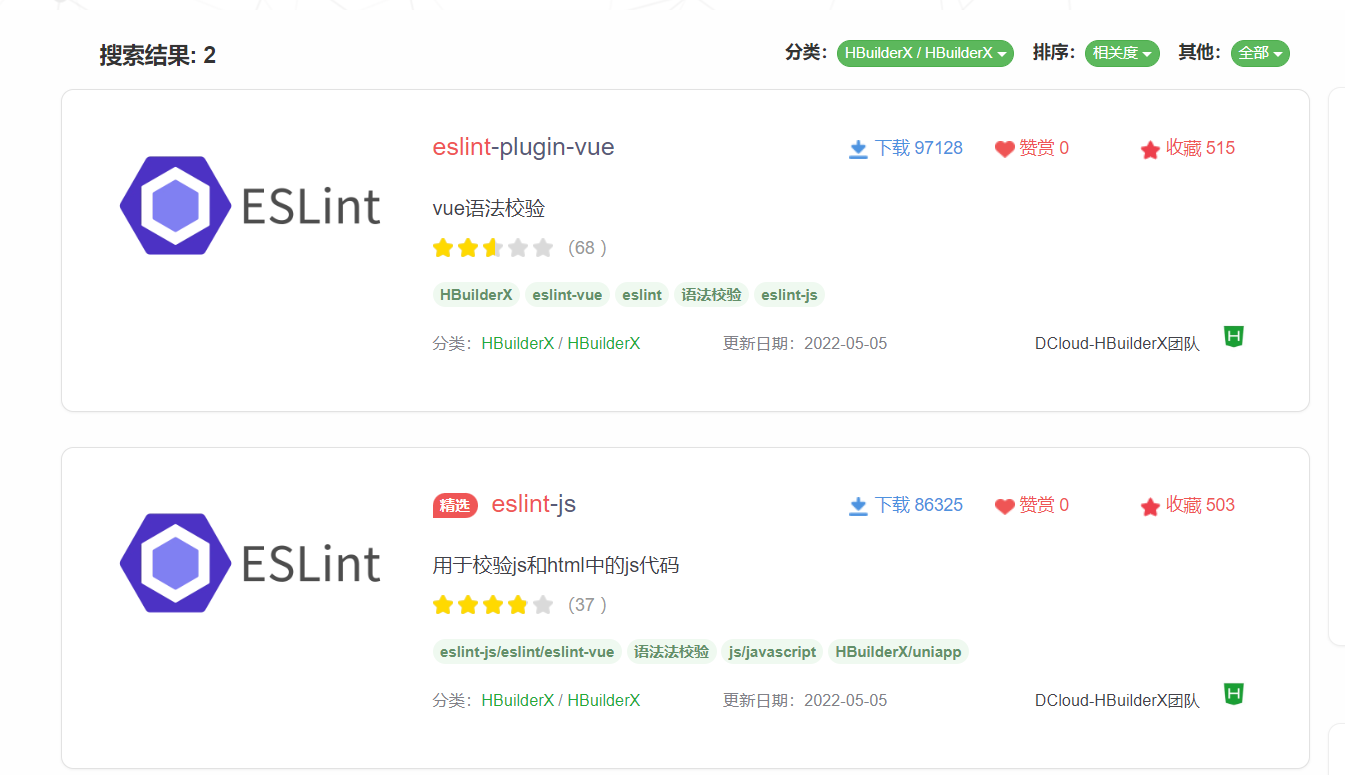 搜索结果: 2
分类： HBuilderX / HBuilderX 排序： 相关度 其他： 全部
eslint-plugin-vue 下载 97128 赞赏 0 收藏 515
ESLint
vue语法校验
(68 )
HBuilderX eslint-vue eslint 语法校验 eslint-js
分类： HBuilderX / HBuilderX 更新日期：2022-05-05 DCloud-HBuilderX团队 H
精选 eslint-js 下载 86325 赞赏 0 收藏 503
ESLint
用于校验js和html中的js代码
(37 )
eslint-js/eslint/eslint-vue 语法法校验 js/javascript HBuilderX/uniapp
分类： HBuilderX / HBuilderX 更新日期：2022-05-05 DCloud-HBuilderX团队 H